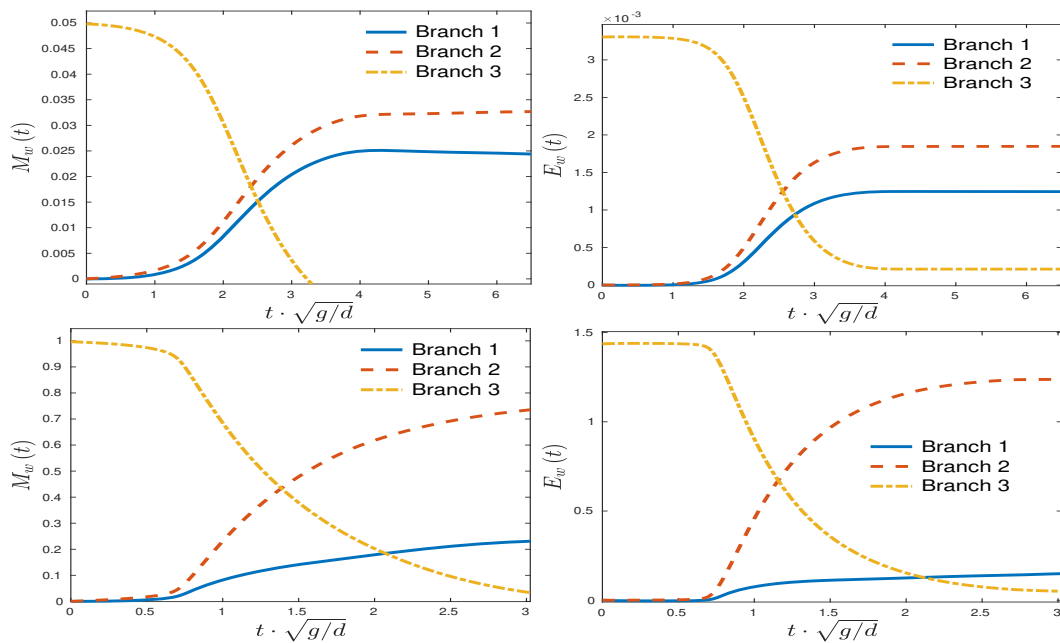 M_w(t)
0.05
0.045
0.04
0.035
0.03
0.025
0.02
0.015
0.01
0.005
0
0 1 2 3 4 5 6
t · √g/d
Branch 1
Branch 2
Branch 3
E_w(t)
×10⁻³
3
2.5
2
1.5
1
0.5
0
0 1 2 3 4 5 6
t · √g/d
Branch 1
Branch 2
Branch 3
M_w(t)
1
0.9
0.8
0.7
0.6
0.5
0.4
0.3
0.2
0.1
0
0 0.5 1 1.5 2 2.5 3
t · √g/d
Branch 1
Branch 2
Branch 3
E_w(t)
1.5
1
0.5
0
0 0.5 1 1.5 2 2.5 3
t · √g/d
Branch 1
Branch 2
Branch 3